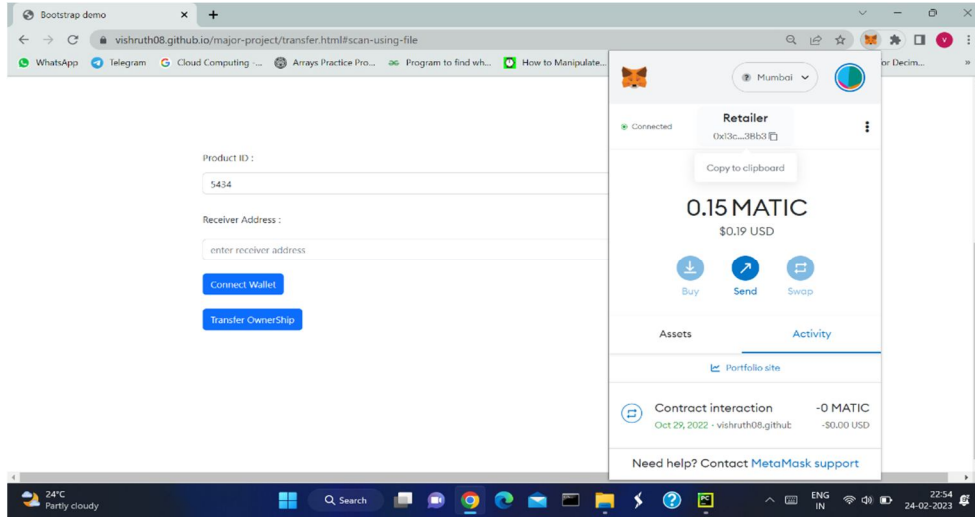 Bootstrap demo
vishruth08.github.io/major-project/transfer.html#scan-using-file
V
WhatsApp Telegram Cloud Computing -... Arrays Practice Pro... Program to find wh... How to Manipulate... or Decim...
Mumbai
Connected
Retailer
0x13c...38b3
Copy to clipboard
Product ID :
5434
Receiver Address :
enter receiver address
Connect Wallet
Transfer OwnerShip
0.15 MATIC
$0.19 USD
Buy Send Swap
Assets Activity
Portfolio site
Contract interaction -0 MATIC
Oct 29, 2022 · vishruth08.github -$0.00 USD
Need help? Contact MetaMask support
24°C
Partly cloudy
Search
ENG
IN
22:54
24-02-2023